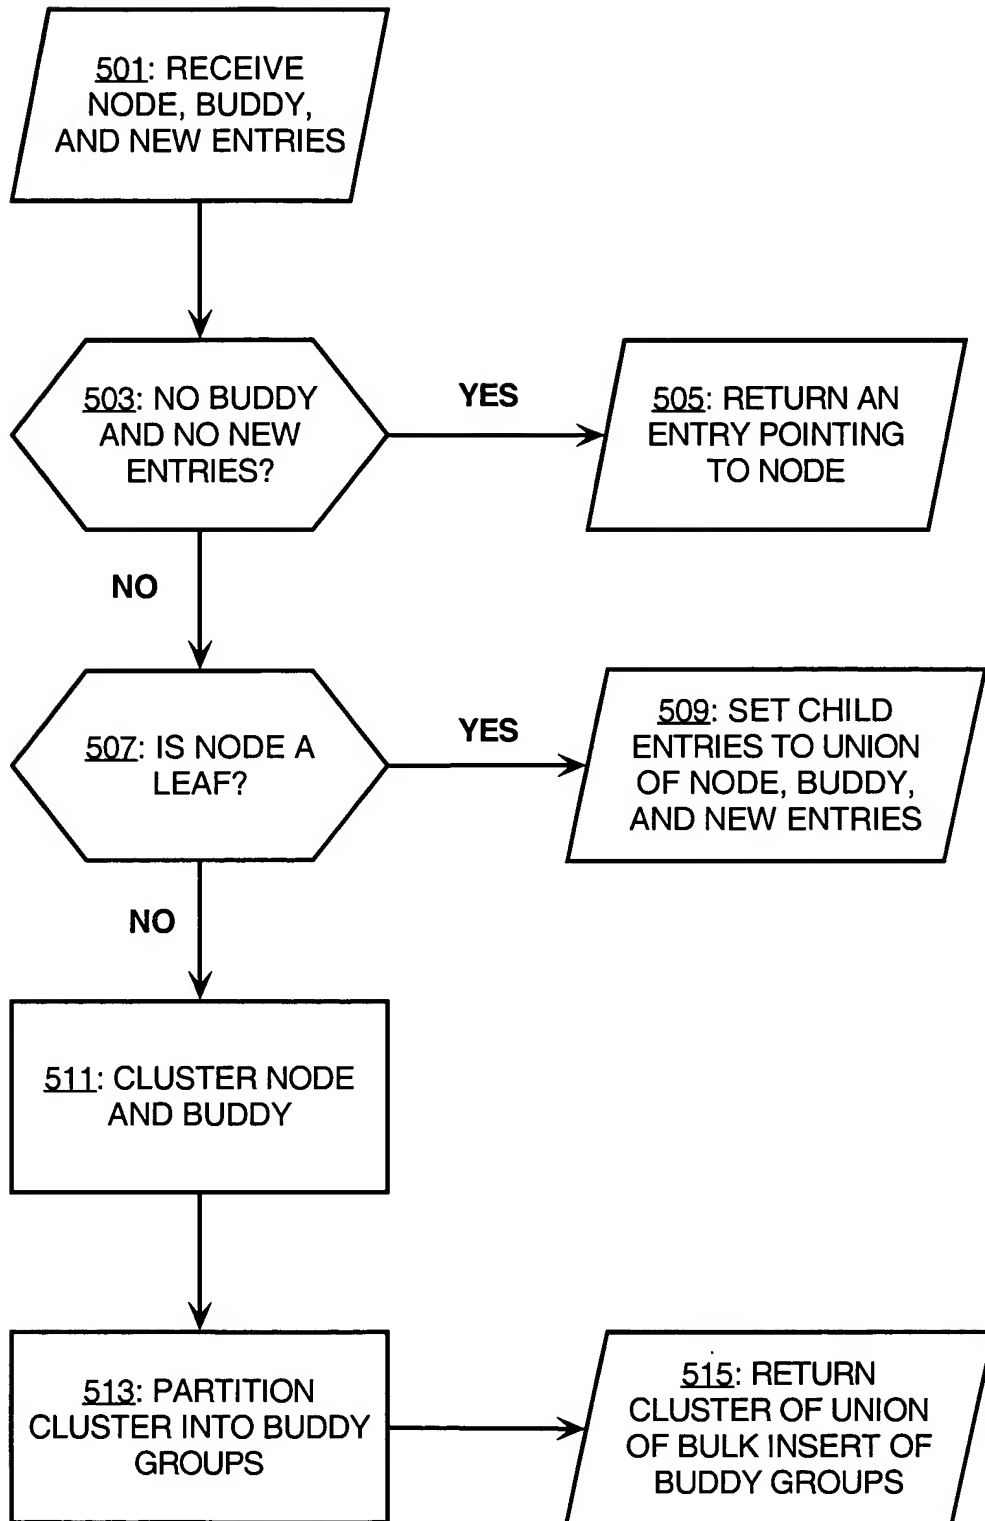 501: RECEIVE
NODE, BUDDY,
AND NEW ENTRIES
503: NO BUDDY
AND NO NEW
ENTRIES?
YES
505: RETURN AN
ENTRY POINTING
TO NODE
NO
507: IS NODE A
LEAF?
YES
509: SET CHILD
ENTRIES TO UNION
OF NODE, BUDDY,
AND NEW ENTRIES
NO
511: CLUSTER NODE
AND BUDDY
513: PARTITION
CLUSTER INTO BUDDY
GROUPS
515: RETURN
CLUSTER OF UNION
OF BULK INSERT OF
BUDDY GROUPS